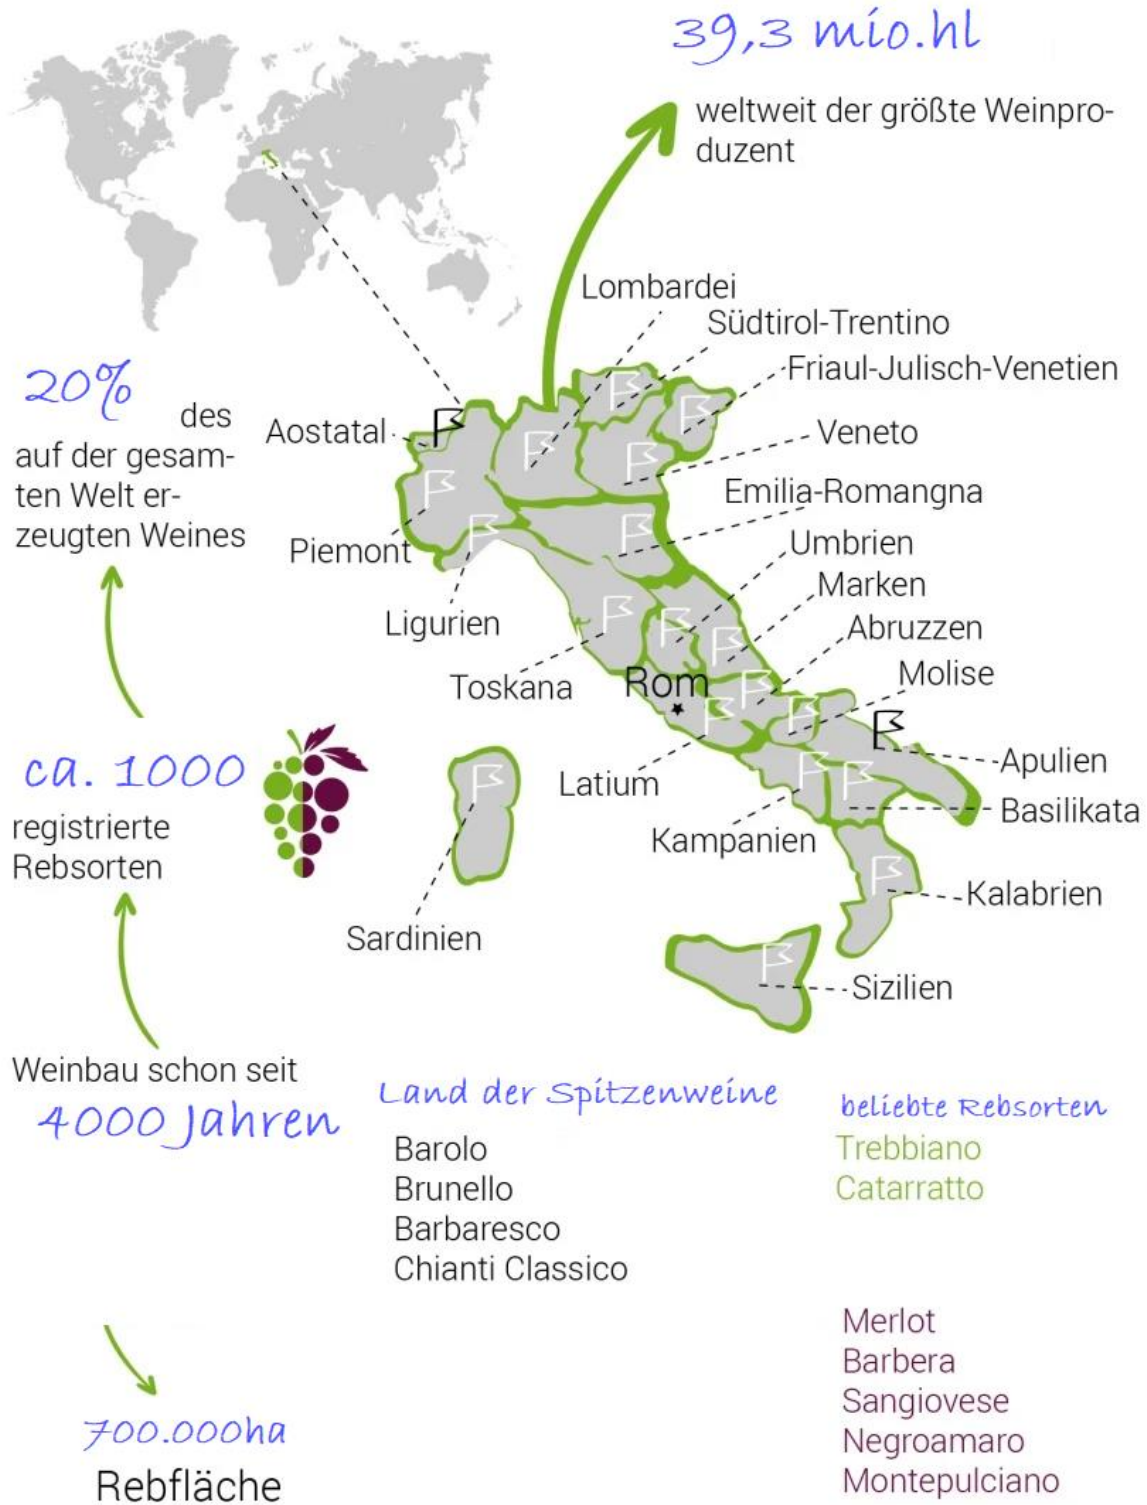 39,3 mio.hl
weltweit der größte Weinpro-
duzent
Lombardei
Südtirol-Trentino
Friaul-Julisch-Venetien
Veneto
Emilia-Romangna
Umbrien
Marken
Abruzzen
Molise
Apulien
Basilikata
Kalabrien
Sizilien
Aostatal
Piemont
Ligurien
Toskana
Rom
Latium
Kampanien
Sardinien
20%
des
auf der gesam-
ten Welt er-
zeugten Weines
ca. 1000
registrierte
Rebsorten
Weinbau schon seit
4000 Jahren
Land der Spitzenweine
Barolo
Brunello
Barbaresco
Chianti Classico
beliebte Rebsorten
Trebbiano
Catarratto
Merlot
Barbera
Sangiovese
Negroamaro
Montepulciano
700.000ha
Rebfläche